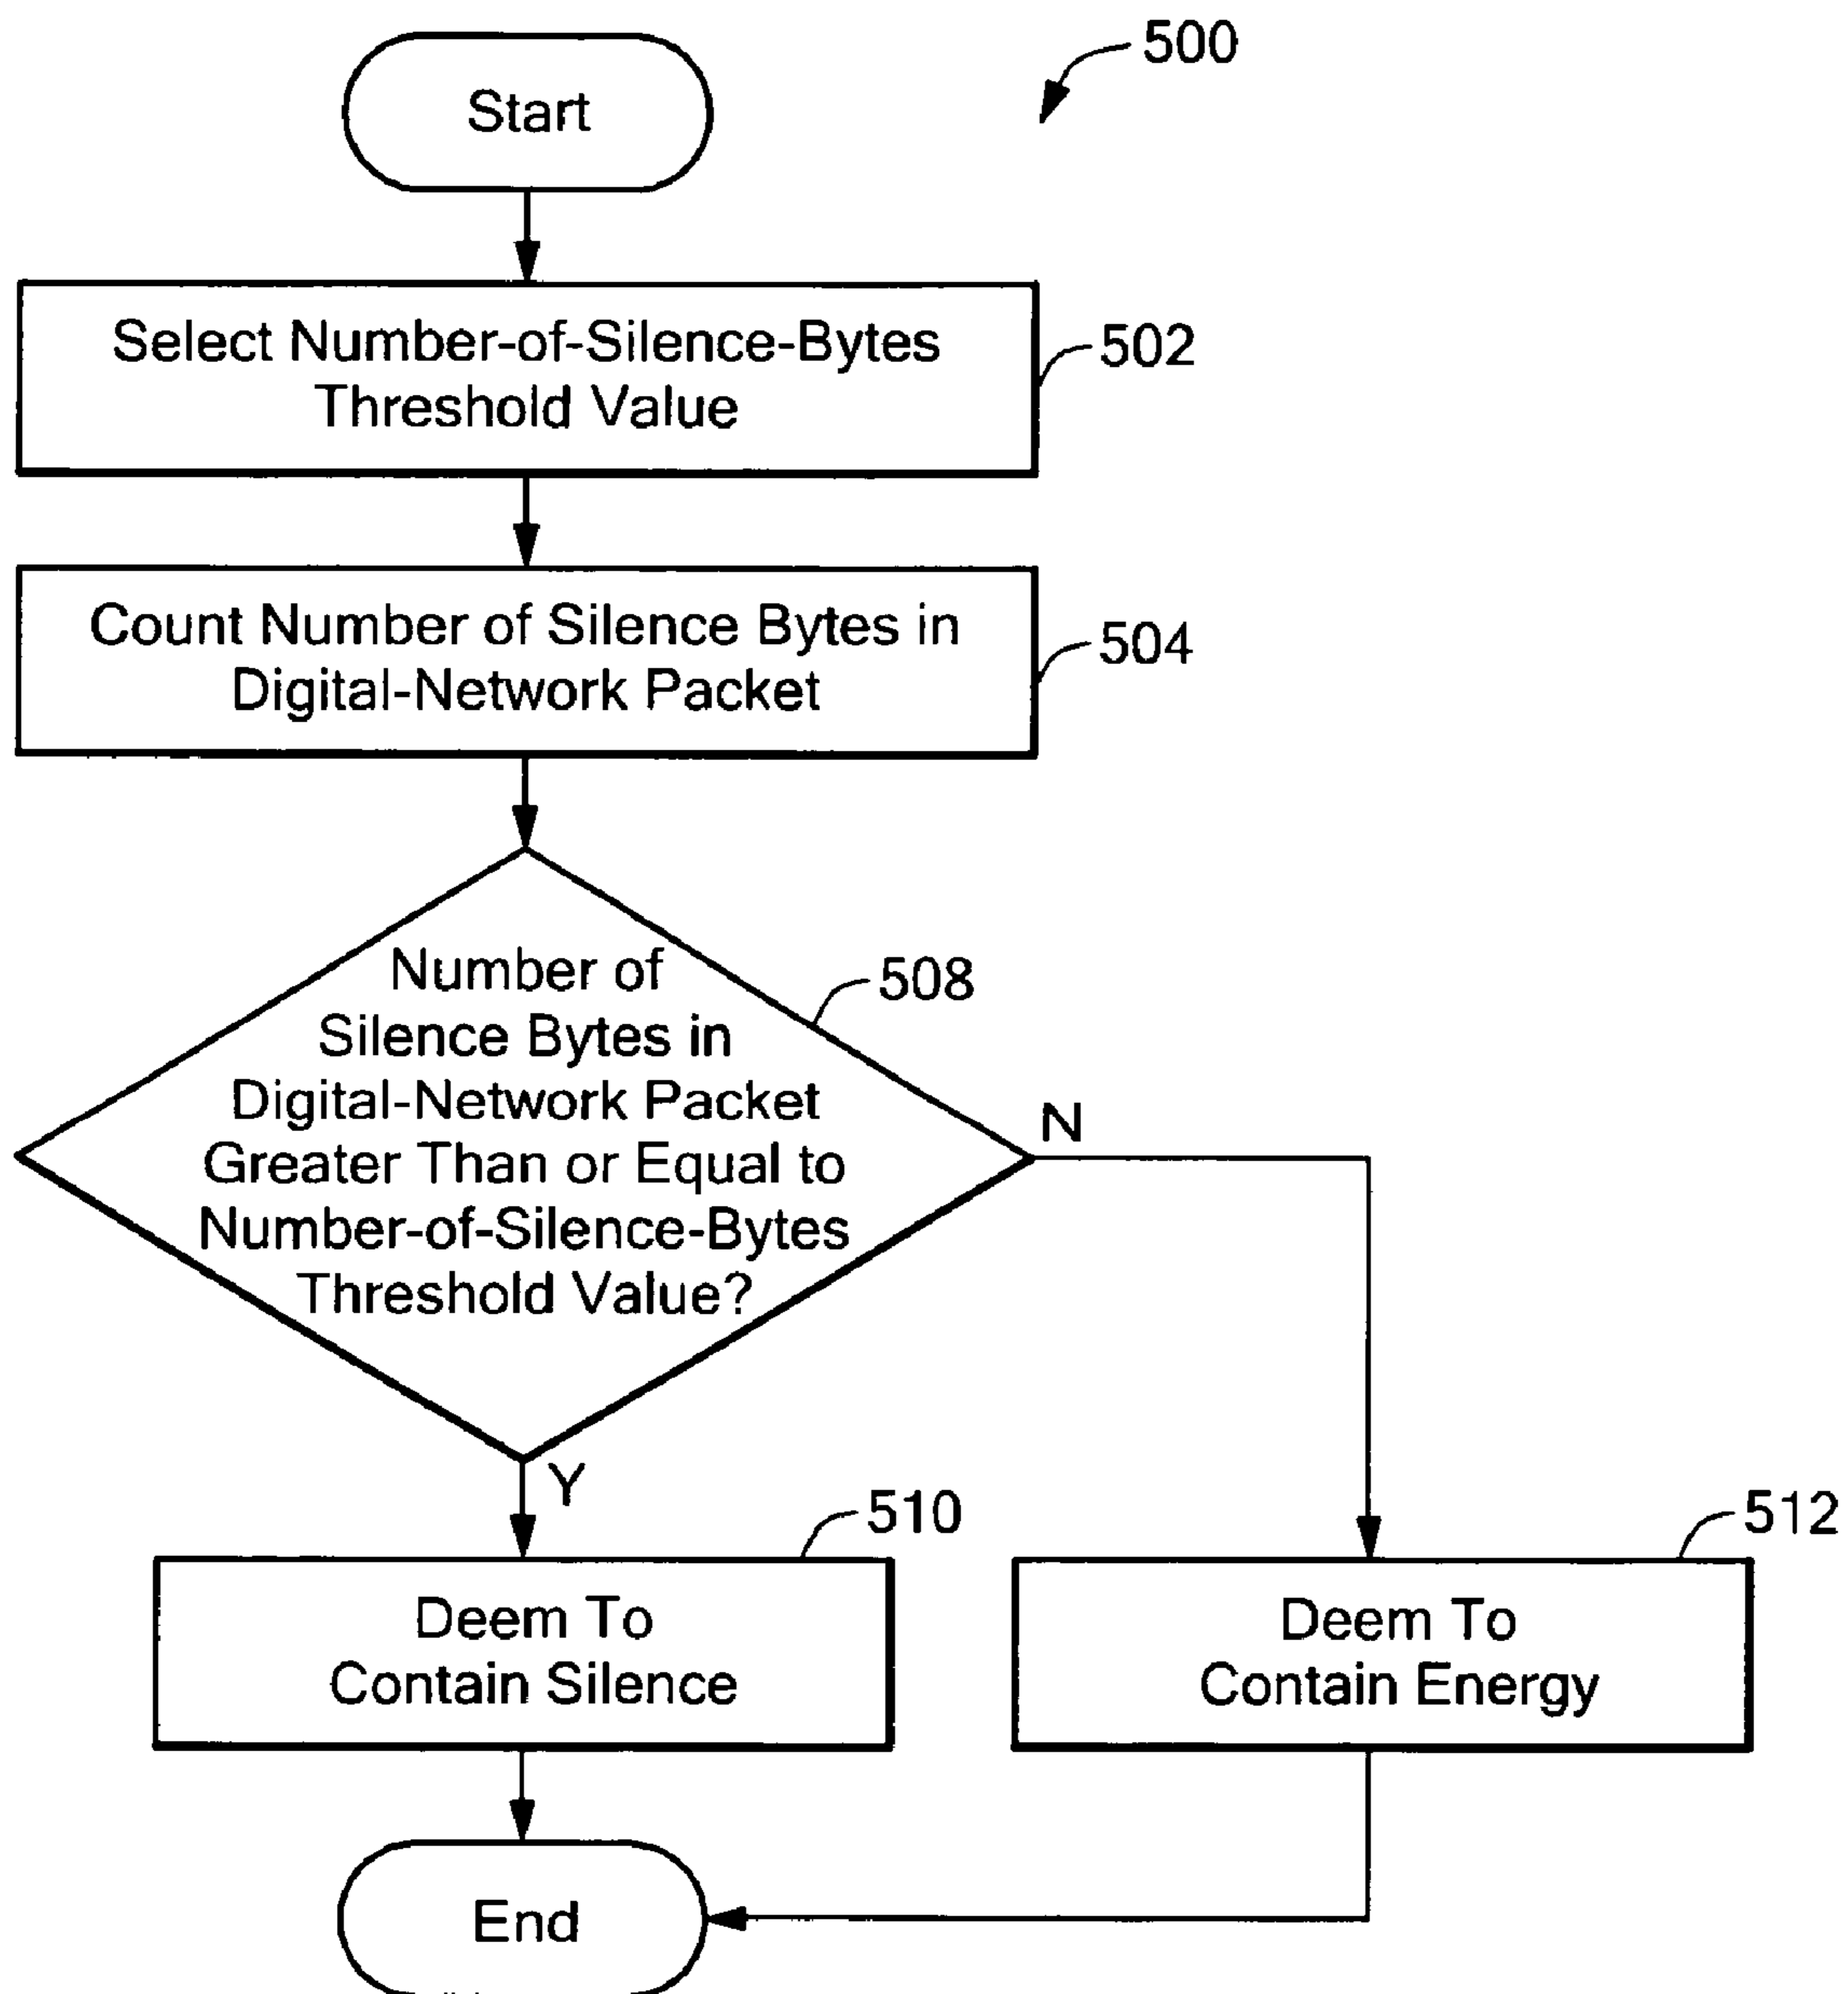 500
Start
Select Number-of-Silence-Bytes
Threshold Value
502
Count Number of Silence Bytes in
Digital-Network Packet
504
Number of
Silence Bytes in
Digital-Network Packet
Greater Than or Equal to
Number-of-Silence-Bytes
Threshold Value?
508
N
Y
510
Deem To
Contain Silence
512
Deem To
Contain Energy
End